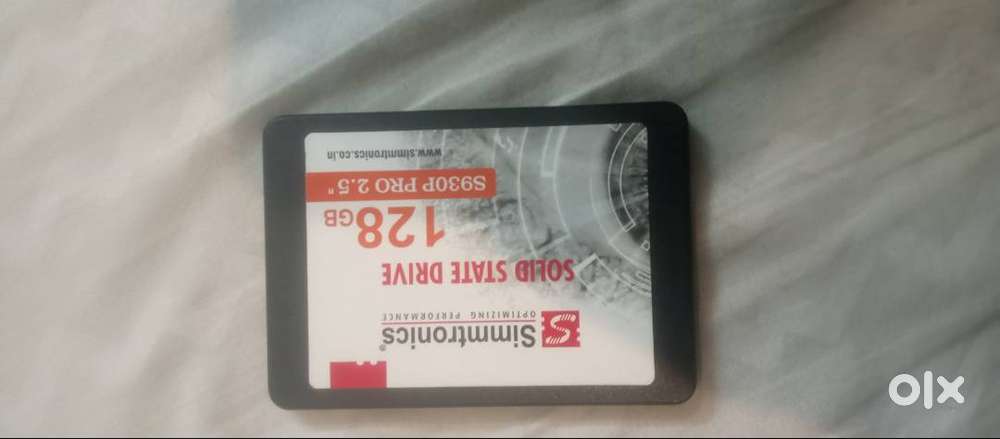 Simmtronics®
OPTIMIZING PERFORMANCE
SOLID STATE DRIVE
128GB
S930P PRO 2.5"
www.simmtronics.co.in
olx